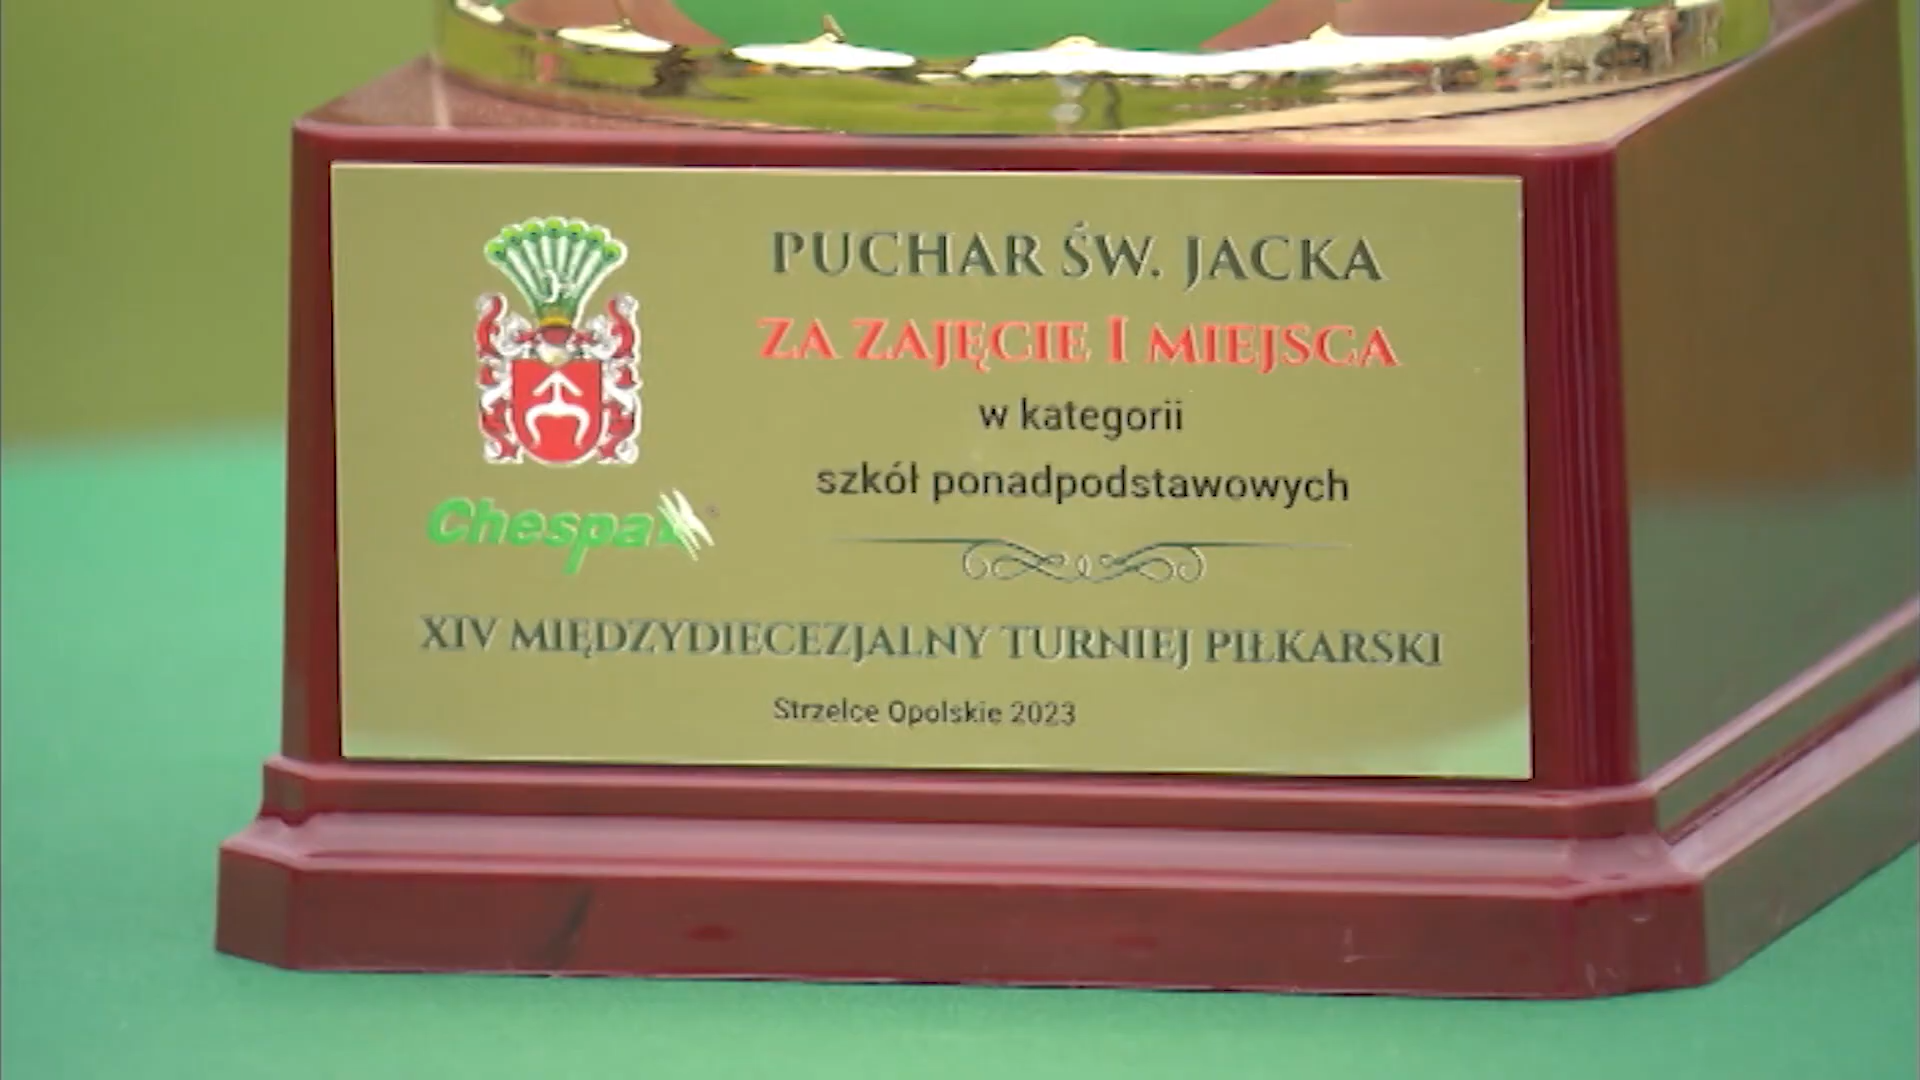 PUCHAR ŚW. JACKA
ZA ZAJĘCIE I MIEJSCA
w kategorii
szkół ponadpodstawowych
Chespa
XIV MIĘDZYDIECEZJALNY TURNIEJ PIŁKARSKI
Strzelce Opolskie 2023